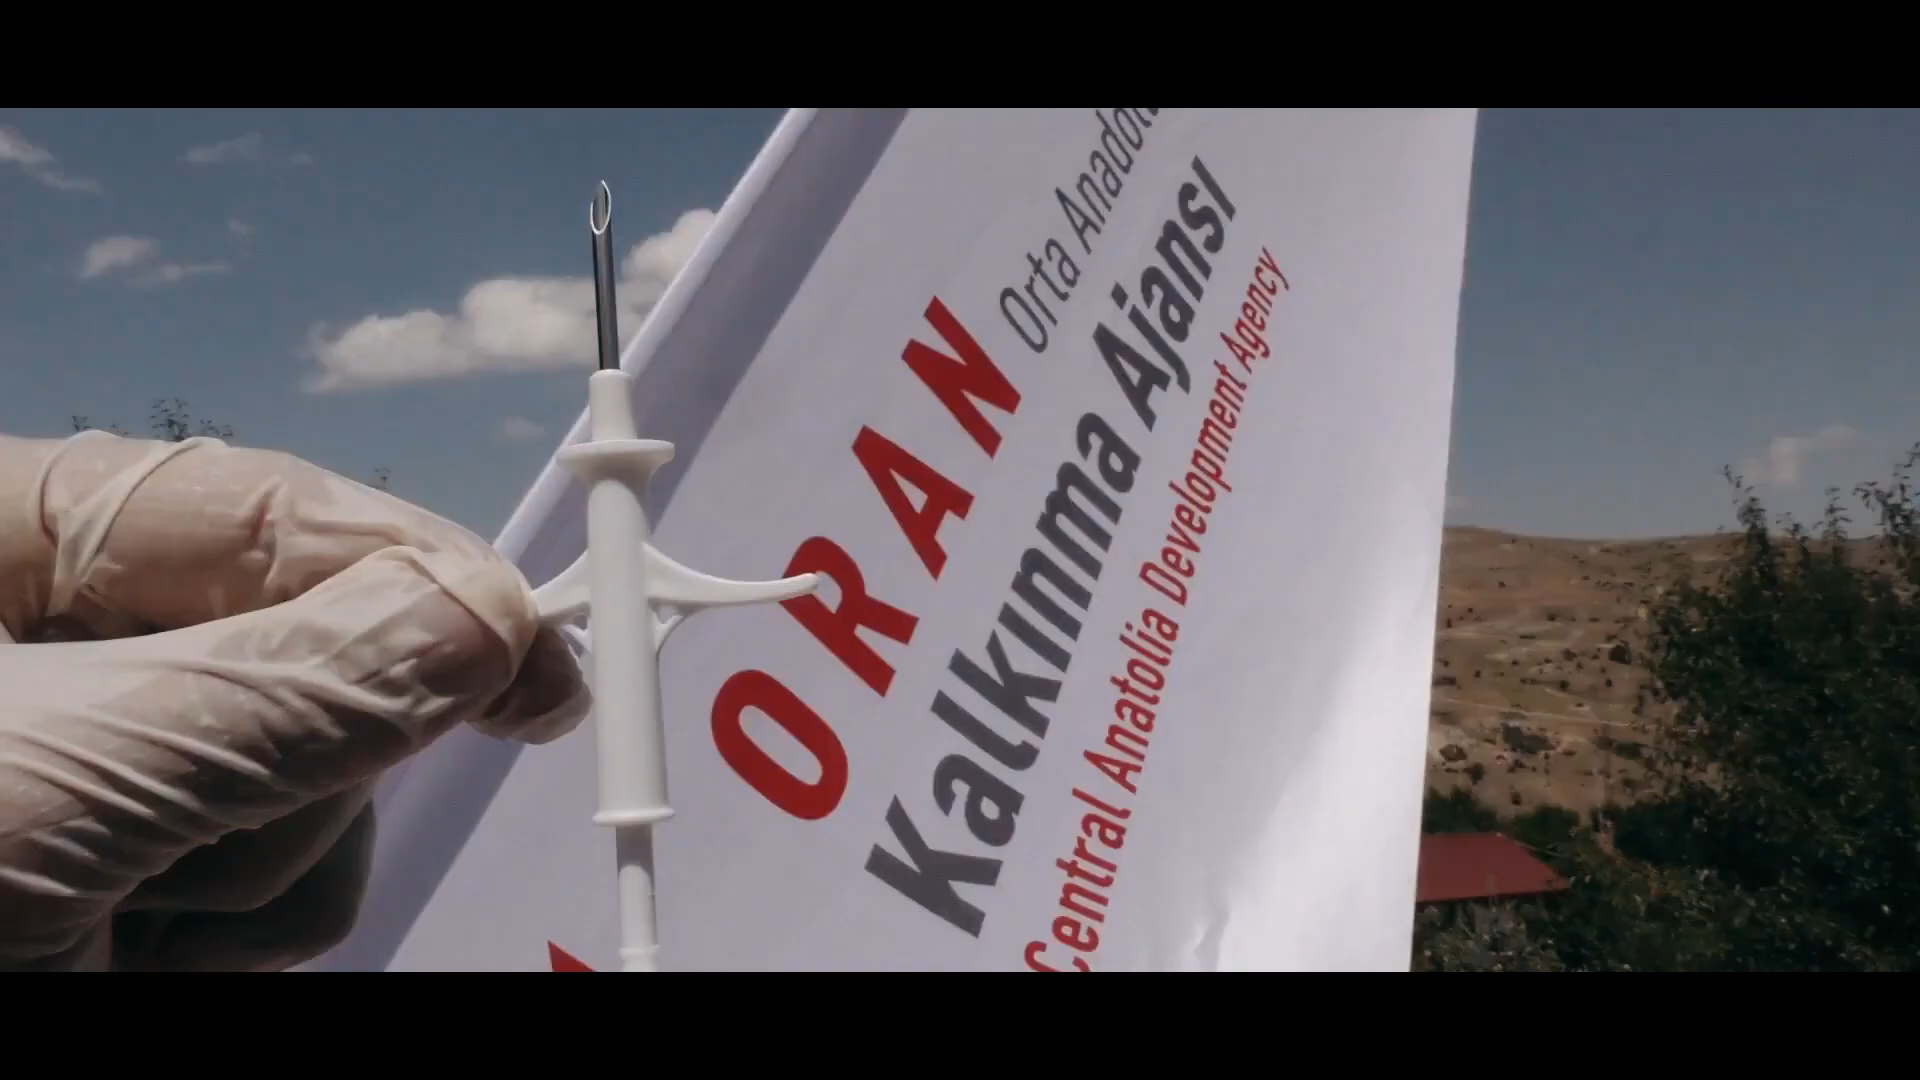 ORAN
Orta Anadolu
Kalkınma Ajansı
Central Anatolia Development Agency